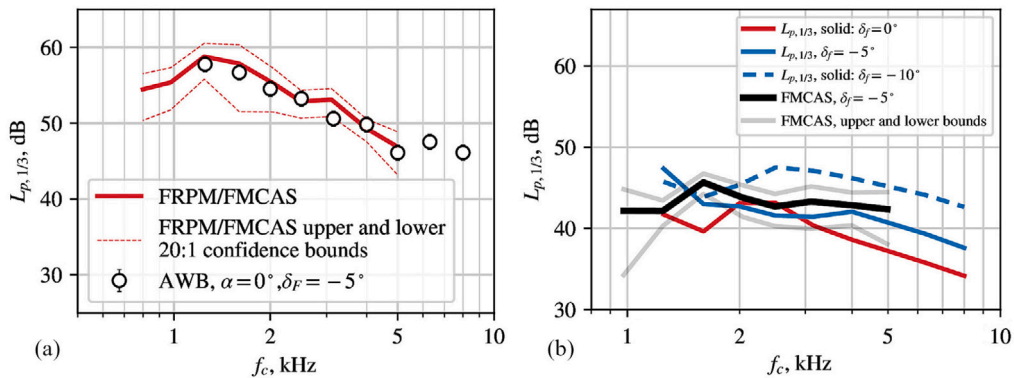 60
50
40
30
L_{p, 1/3}, dB
FRPM/FMCAS
FRPM/FMCAS upper and lower
20:1 confidence bounds
AWB, α=0°,δ_F=−5°
1
2
5
10
(a)
f_c, kHz
60
50
40
30
L_{p, 1/3}, dB
L_{p, 1/3}, solid: δ_f=0°
L_{p, 1/3}, δ_f=−5°
L_{p, 1/3}, solid: δ_f=−10°
FMCAS, δ_f=−5°
FMCAS, upper and lower bounds
1
2
5
10
(b)
f_c, kHz